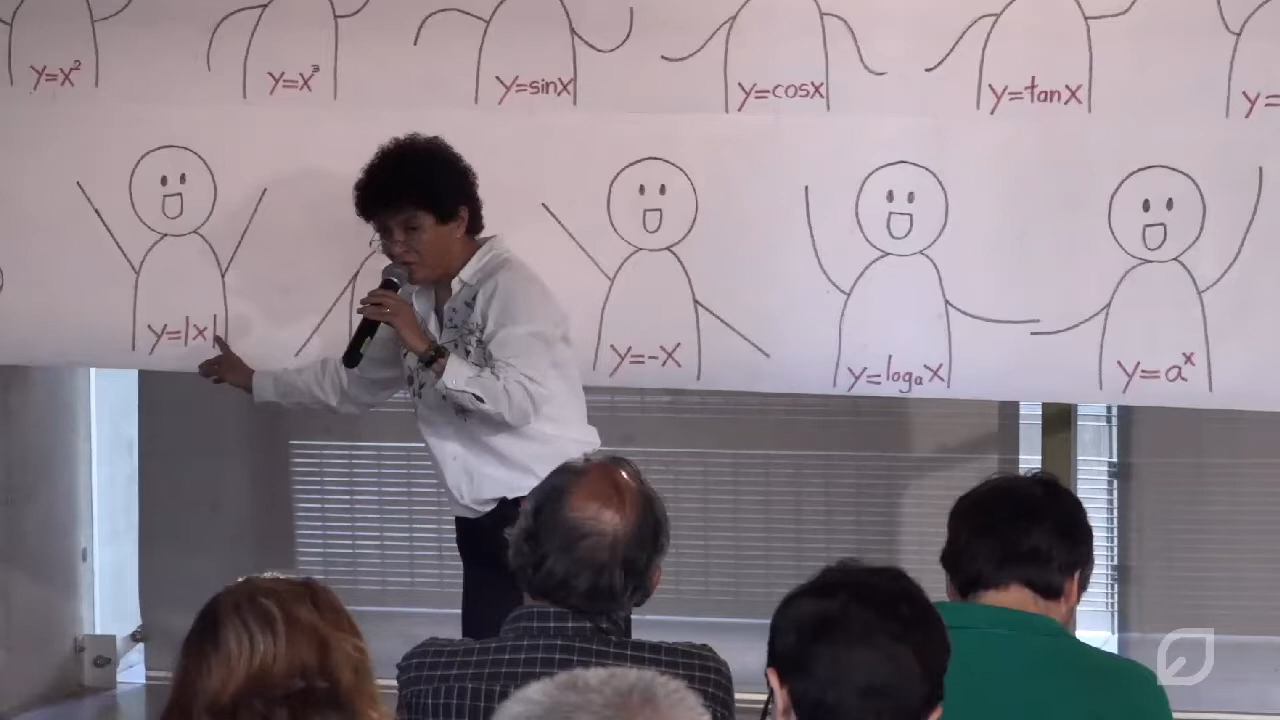 y=x²
y=x³
y=sinx
y=cosx
y=tanx
y=
y=|x|
y=-x
y=logₐx
y=aˣ